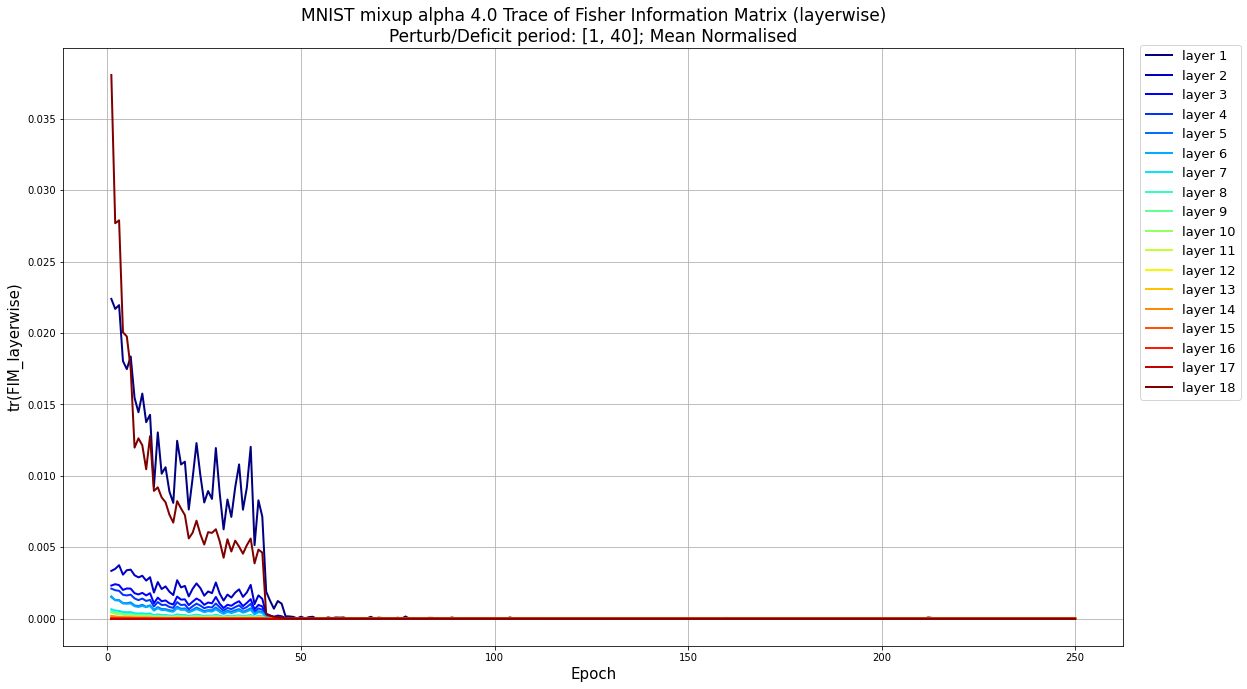 MNIST mixup alpha 4.0 Trace of Fisher Information Matrix (layerwise)
Perturb/Deficit period: [1, 40]; Mean Normalised
tr(FIM_layerwise)
0.035
0.030
0.025
0.020
0.015
0.010
0.005
0.000
0
50
100
150
200
250
Epoch
layer 1
layer 2
layer 3
layer 4
layer 5
layer 6
layer 7
layer 8
layer 9
layer 10
layer 11
layer 12
layer 13
layer 14
layer 15
layer 16
layer 17
layer 18